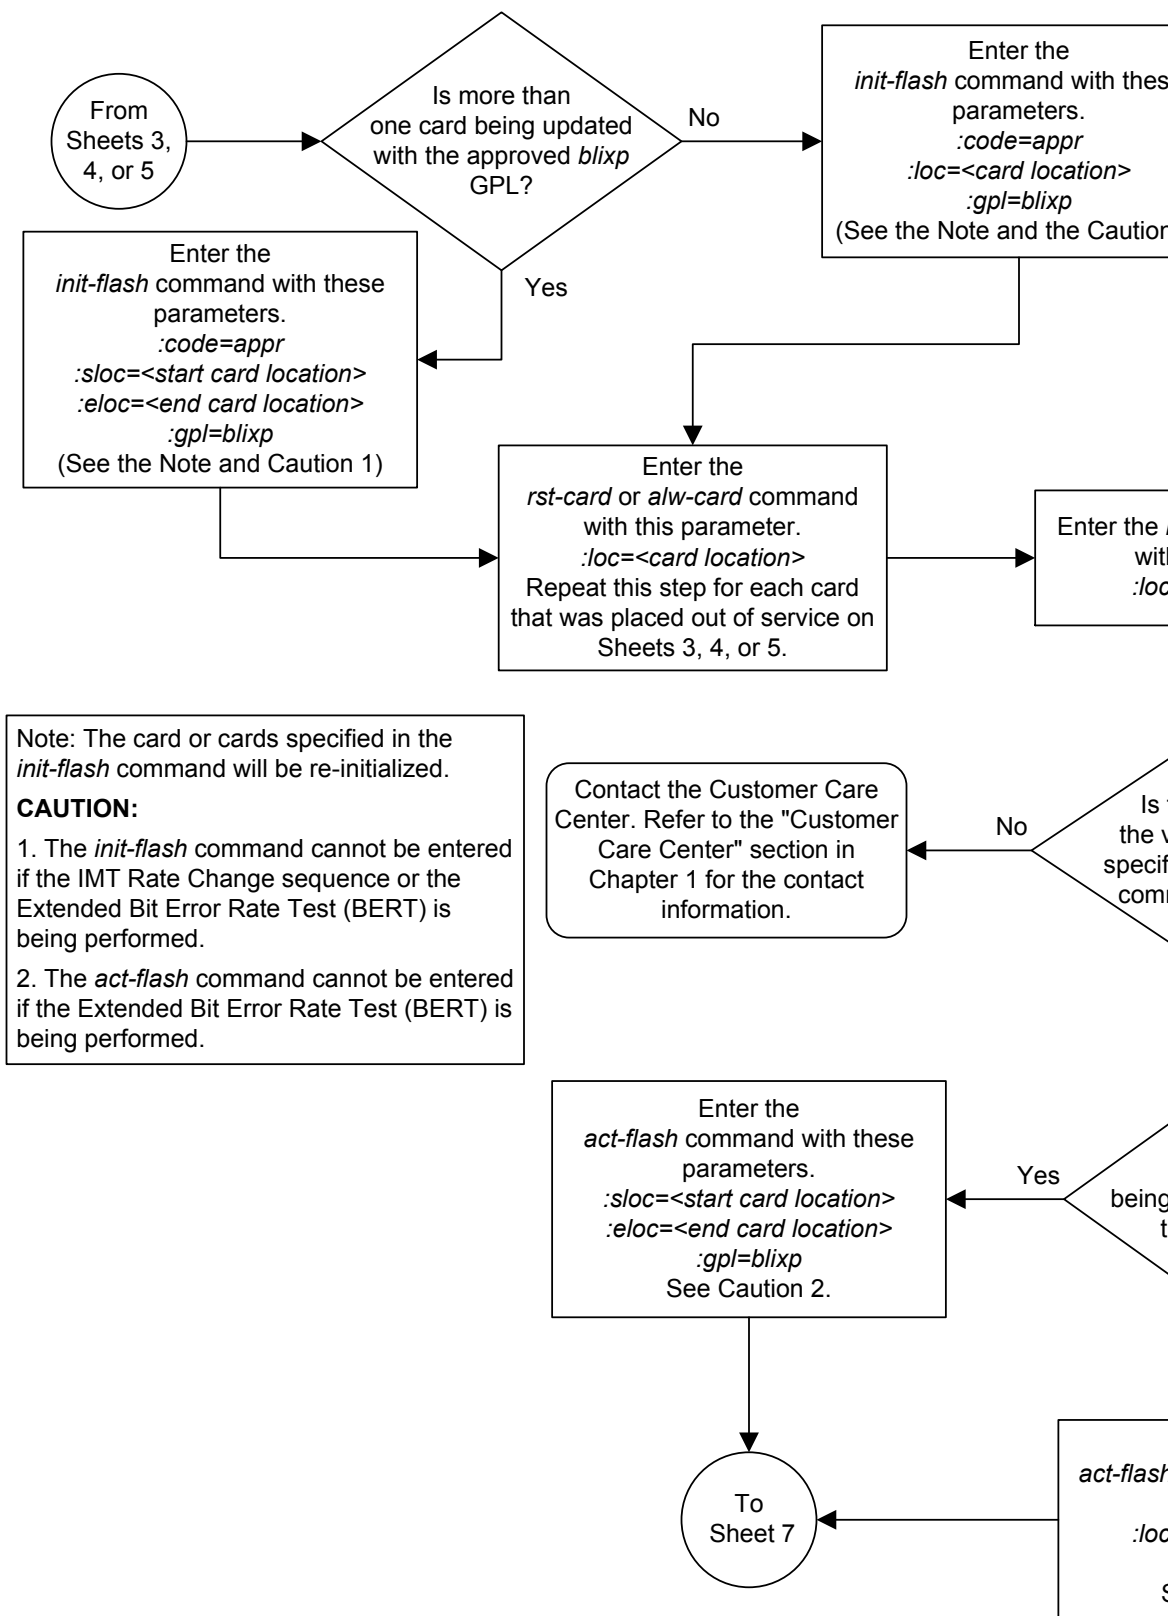 From
Sheets 3,
4, or 5
Is more than
one card being updated
with the approved blixp
GPL?
No
Yes
Enter the
init-flash command with
parameters.
:code=appr
:loc=<card location>
:gpl=blixp
(See the Note and the Caution
Enter the
init-flash command with these
parameters.
:code=appr
:sloc=<start card location>
:eloc=<end card location>
:gpl=blixp
(See the Note and Caution 1)
Enter the
rst-card or alw-card command
with this parameter.
:loc=<card location>
Repeat this step for each card
that was placed out of service on
Sheets 3, 4, or 5.
Enter the
:loc
Note: The card or cards specified in the
init-flash command will be re-initialized.
CAUTION:
1. The init-flash command cannot be entered
if the IMT Rate Change sequence or the
Extended Bit Error Rate Test (BERT) is
being performed.
2. The act-flash command cannot be entered
if the Extended Bit Error Rate Test (BERT) is
being performed.
Contact the Customer Care
Center. Refer to the "Customer
Care Center" section in
Chapter 1 for the contact
information.
No
Is
the
Enter the
act-flash command with these
parameters.
:sloc=<start card location>
:eloc=<end card location>
:gpl=blixp
See Caution 2.
Yes
being
To
Sheet 7
act-flash
:loc